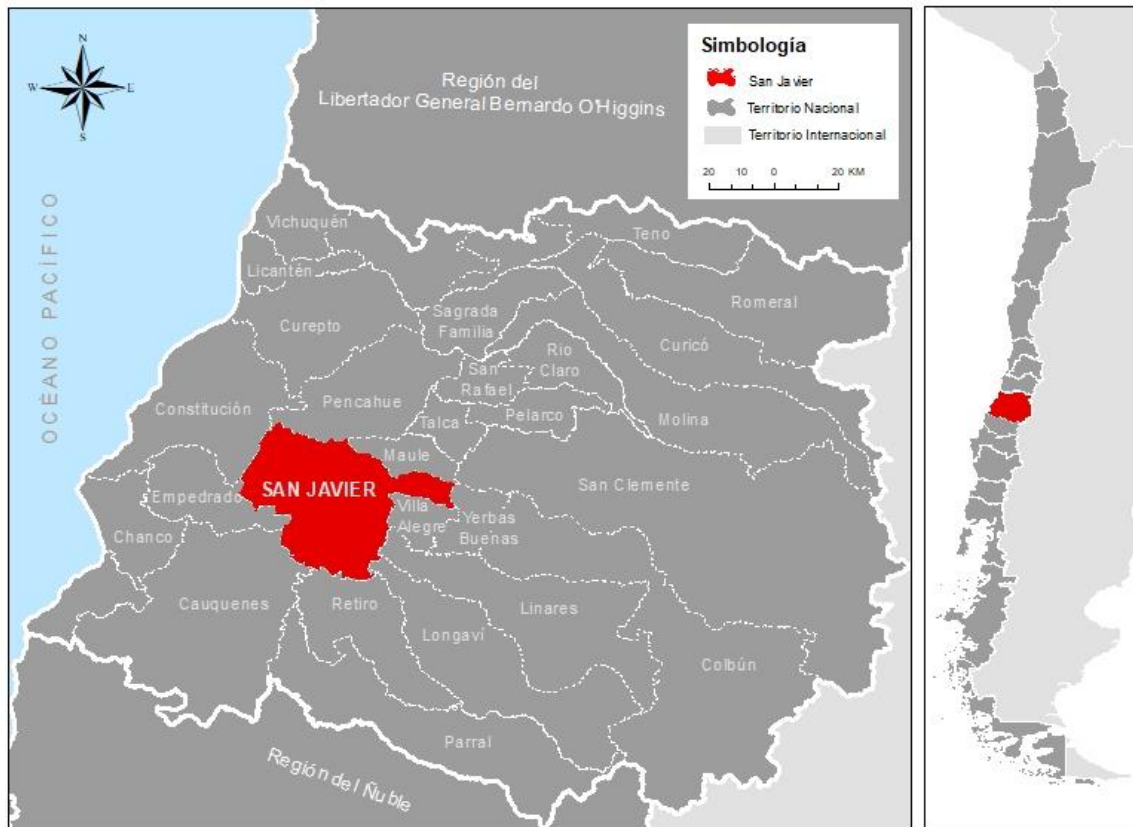 N
W
E
S
OCÉANO PACÍFICO
Región del
Libertador General Bernardo O'Higgins
Simbología
San Javier
Territorio Nacional
Territorio Internacional
20 10 0 20 KM
Vichuquén
Teno
Licantén
Romeral
Sagrada
Familia
Curepto
Curicó
Rio
Claro
San
Rafael
Constitución
Pencahue
Talca
Pelarco
Molina
Maule
SAN JAVIER
San Clemente
Empedrado
Villa
Alegre
Yerbas
Buenas
Chanco
Cauquenes
Retiro
Linares
Longaví
Colbún
Parral
Región del Ñuble